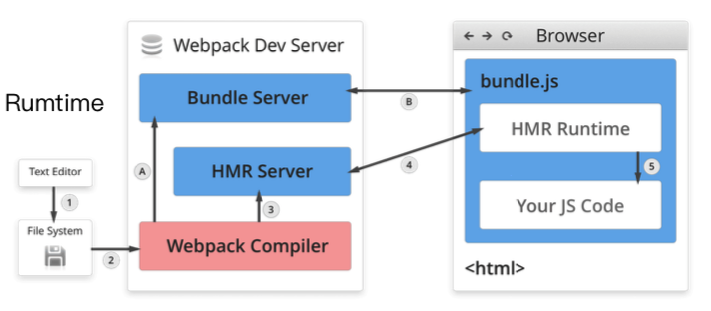 Webpack Dev Server
Browser
bundle.js
Bundle Server
B
Rumtime
HMR Runtime
HMR Server
4
5
A
Text Editor
1
3
Your JS Code
File System
Webpack Compiler
2
<html>